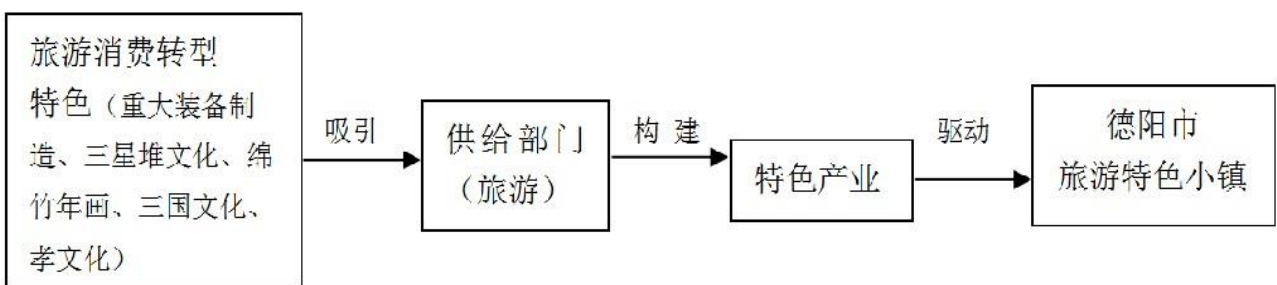 旅游消费转型
特色（重大装备制
造、三星堆文化、绵
竹年画、三国文化、
孝文化）
吸引
供给部门
（旅游）
构建
特色产业
驱动
德阳市
旅游特色小镇